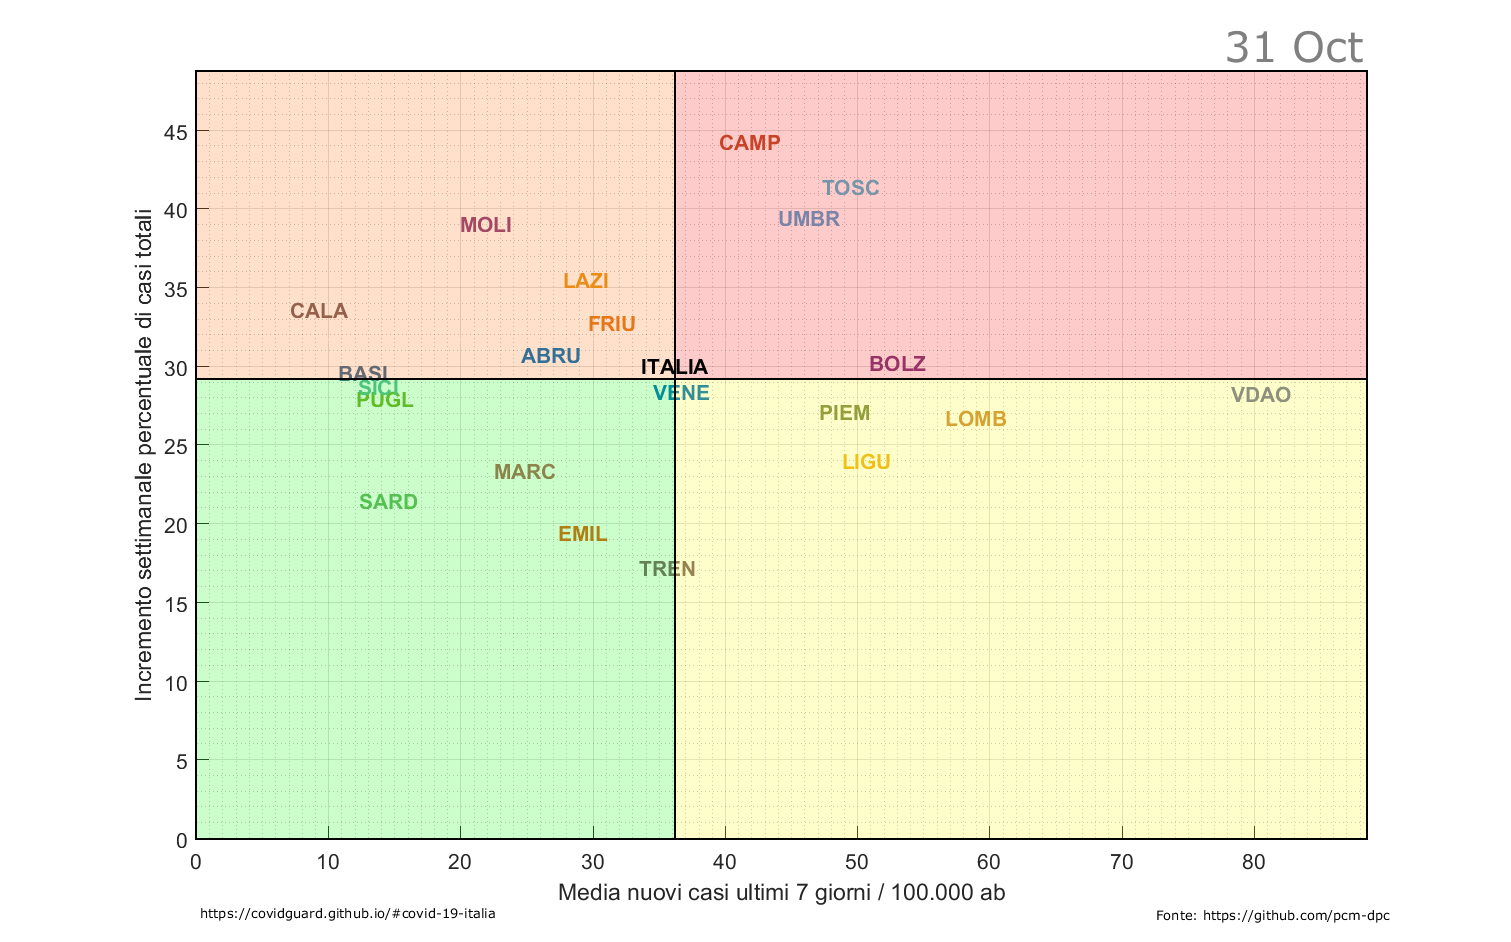 31 Oct
45
CAMP
TOSC
40
UMBR
MOLI
35
LAZI
CALA
FRIU
ABRU
30
ITALIA
BOLZ
BASI
SICI
VENE
VDAO
PUGL
PIEM
LOMB
25
LIGU
MARC
SARD
20
EMIL
TREN
15
10
5
0
Incremento settimanale percentuale di casi totali
0 10 20 30 40 50 60 70 80
Media nuovi casi ultimi 7 giorni / 100.000 ab
https://covidguard.github.io/#covid-19-italia
Fonte: https://github.com/pcm-dpc